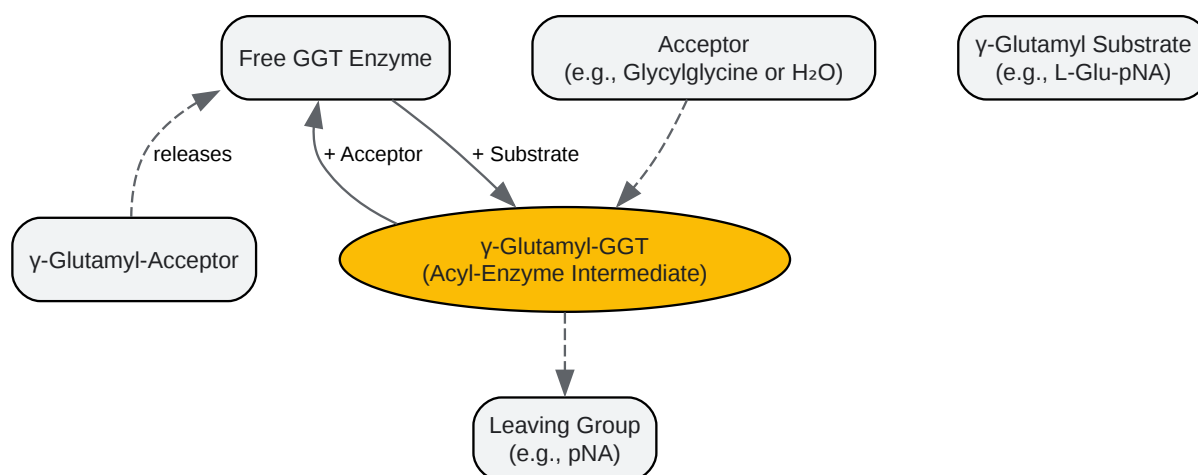 Free GGT Enzyme
Acceptor
(e.g., Glycylglycine or H₂O)
γ-Glutamyl Substrate
(e.g., L-Glu-pNA)
releases
+ Acceptor
+ Substrate
γ-Glutamyl-Acceptor
γ-Glutamyl-GGT
(Acyl-Enzyme Intermediate)
Leaving Group
(e.g., pNA)